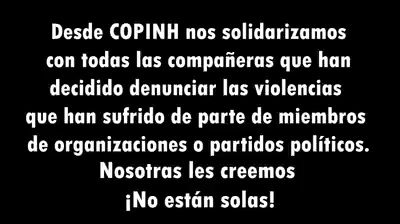 Desde COPINH nos solidarizamos
con todas las compañeras que han
decidido denunciar las violencias
que han sufrido de parte de miembros
de organizaciones o partidos políticos.
Nosotras les creemos
¡No están solas!